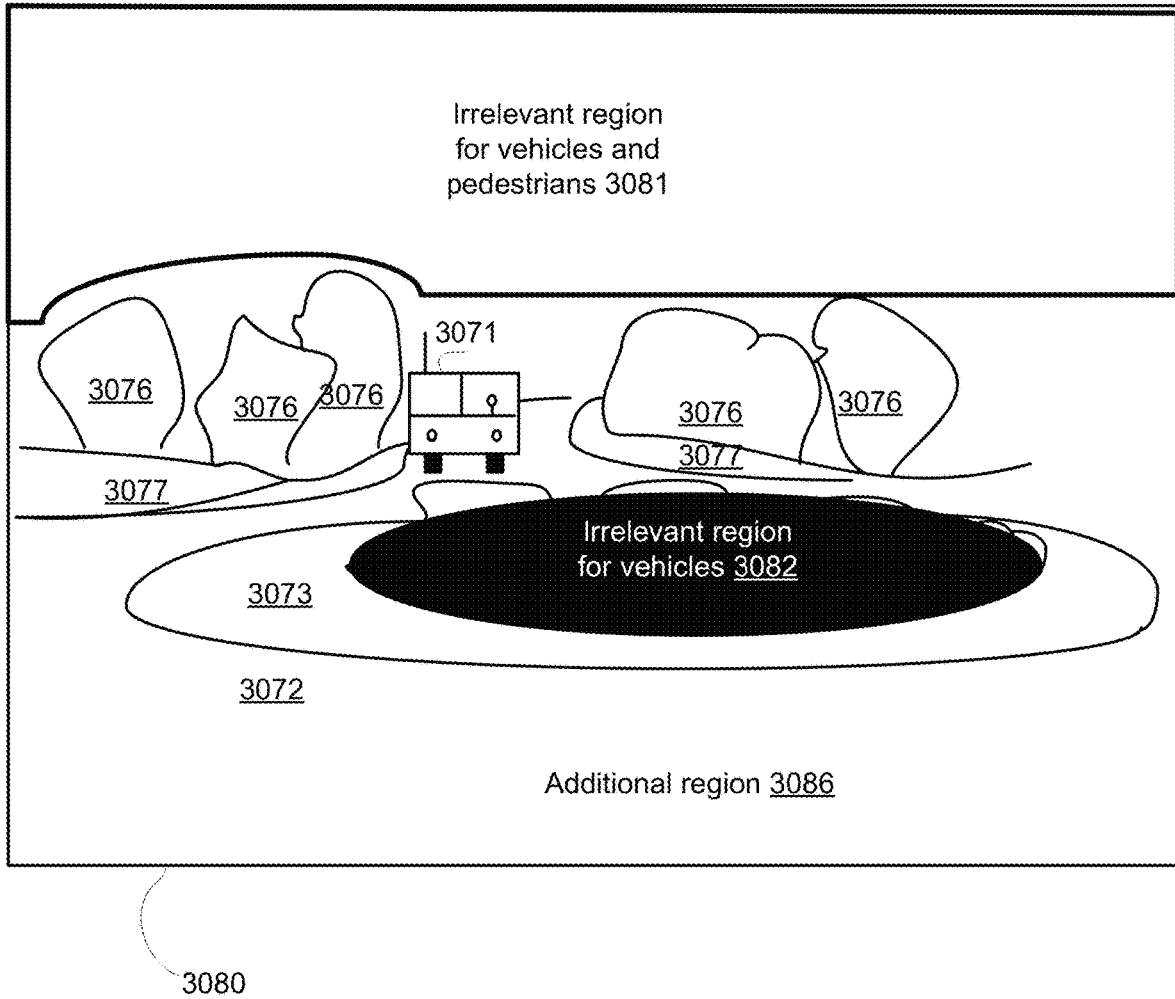 Irrelevant region
for vehicles and
pedestrians 3081
3071
3076
3076
3076
3076
3076
3077
3077
Irrelevant region
for vehicles 3082
3073
3072
Additional region 3086
3080